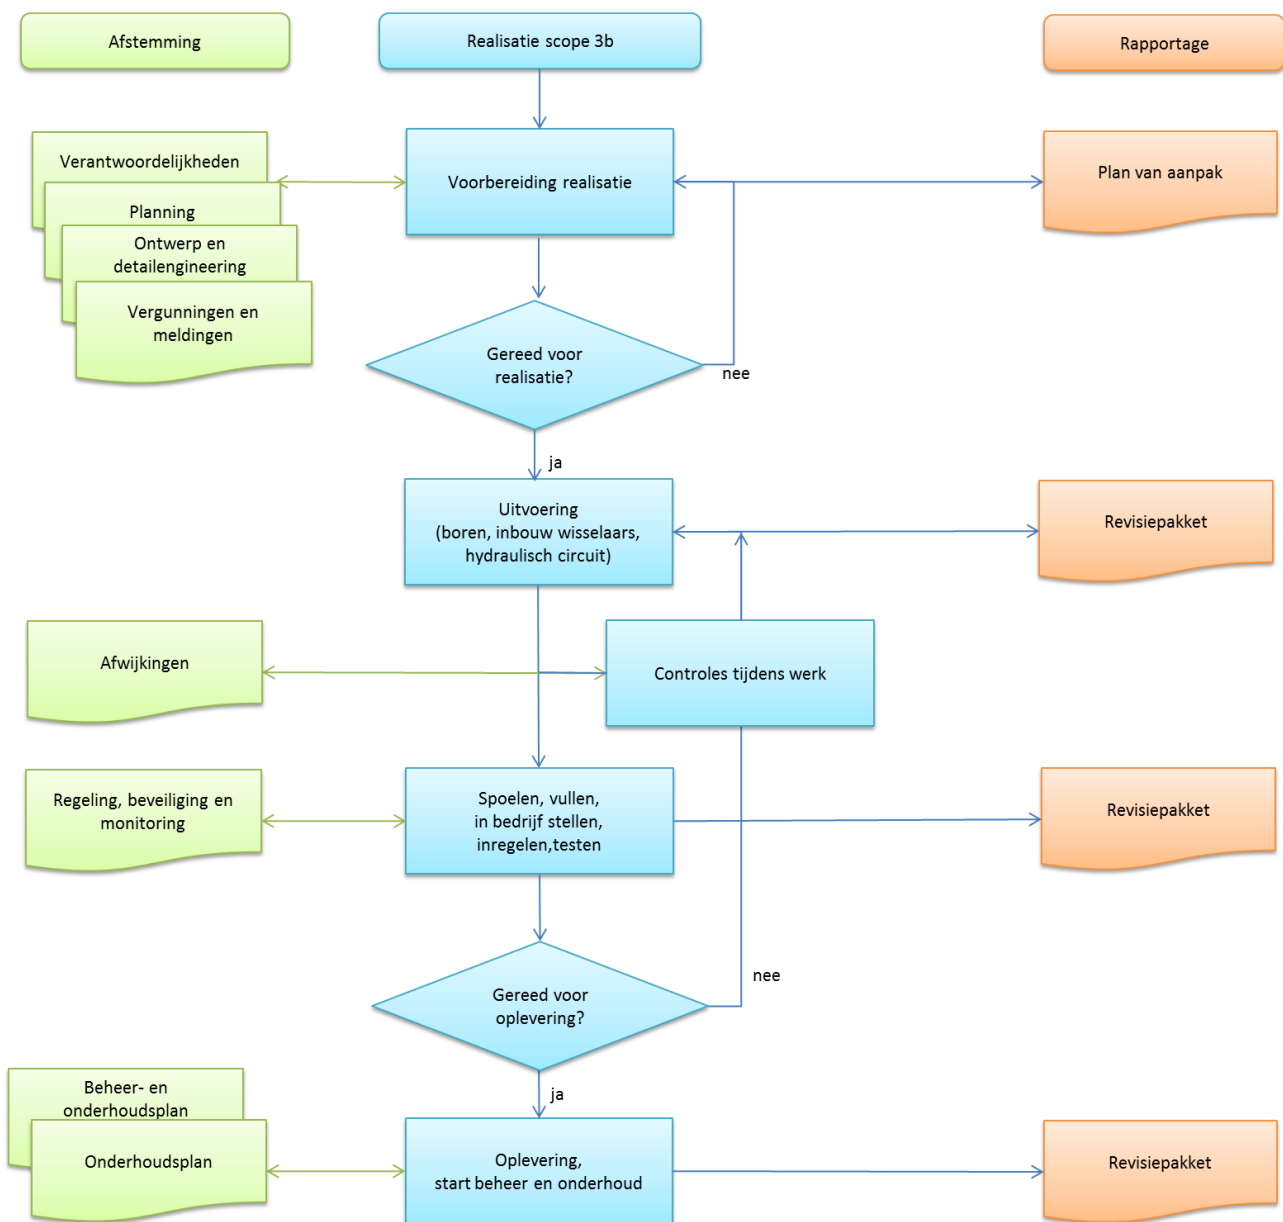 Afstemming
Realisatie scope 3b
Rapportage
Verantwoordelijkheden
Planning
Ontwerp en
detailengineering
Vergunningen en
meldingen
Voorbereiding realisatie
Plan van aanpak
Gereed voor
realisatie?
nee
ja
Uitvoering
(boren, inbouw wisselaars,
hydraulisch circuit)
Revisiepakket
Afwijkingen
Controles tijdens werk
Regeling, beveiliging en
monitoring
Spoelen, vullen,
in bedrijf stellen,
inregelen,testen
Revisiepakket
Gereed voor
oplevering?
nee
ja
Beheer- en
onderhoudsplan
Onderhoudsplan
Oplevering,
start beheer en onderhoud
Revisiepakket